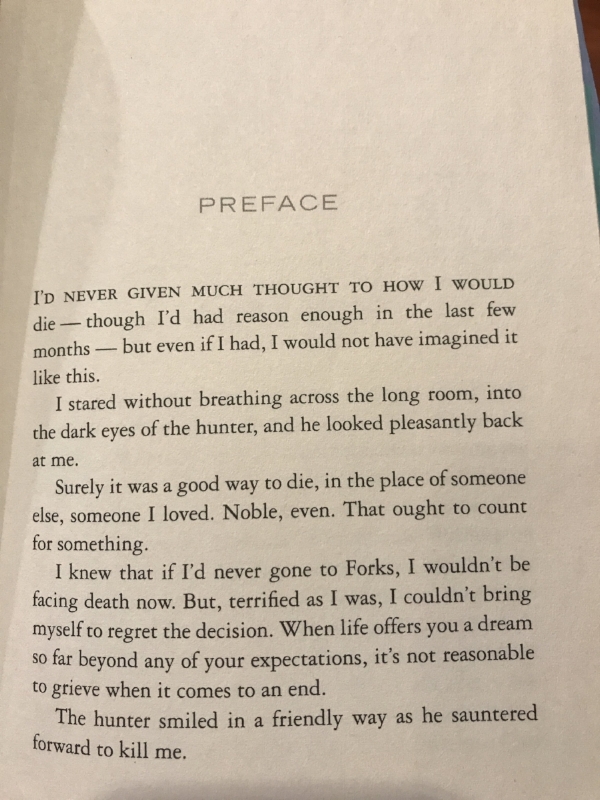 PREFACE
I'D NEVER GIVEN MUCH THOUGHT TO HOW I WOULD
die — though I'd had reason enough in the last few
months — but even if I had, I would not have imagined it
like this.
I stared without breathing across the long room, into
the dark eyes of the hunter, and he looked pleasantly back
at me.
Surely it was a good way to die, in the place of someone
else, someone I loved. Noble, even. That ought to count
for something.
I knew that if I'd never gone to Forks, I wouldn't be
facing death now. But, terrified as I was, I couldn't bring
myself to regret the decision. When life offers you a dream
so far beyond any of your expectations, it's not reasonable
to grieve when it comes to an end.
The hunter smiled in a friendly way as he sauntered
forward to kill me.